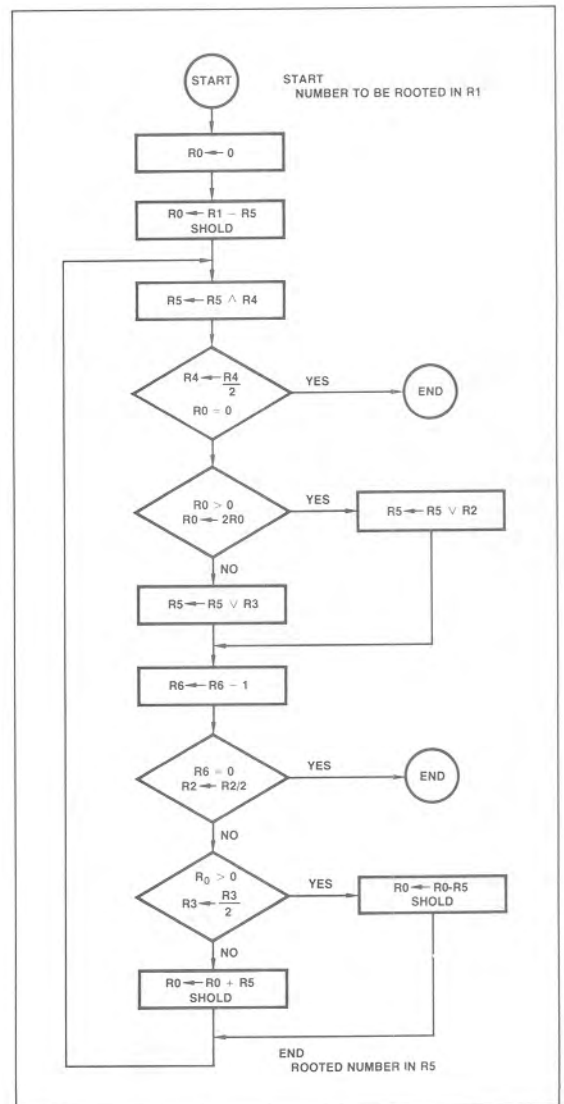 START
START
NUMBER TO BE ROOTED IN R1
R0 ← 0
R0 ← R1 − R5
SHOLD
R5 ← R5 ∧ R4
R4 ← R4
2
R0 = 0
YES
END
R0 > 0
R0 ← 2R0
YES
R5 ← R5 ∨ R2
NO
R5 ← R5 ∨ R3
R6 ← R6 − 1
R6 = 0
R2 ← R2/2
YES
END
NO
R0 > 0
R3 ← R3
2
YES
R0 ← R0-R5
SHOLD
NO
R0 ← R0 + R5
SHOLD
END
ROOTED NUMBER IN R5